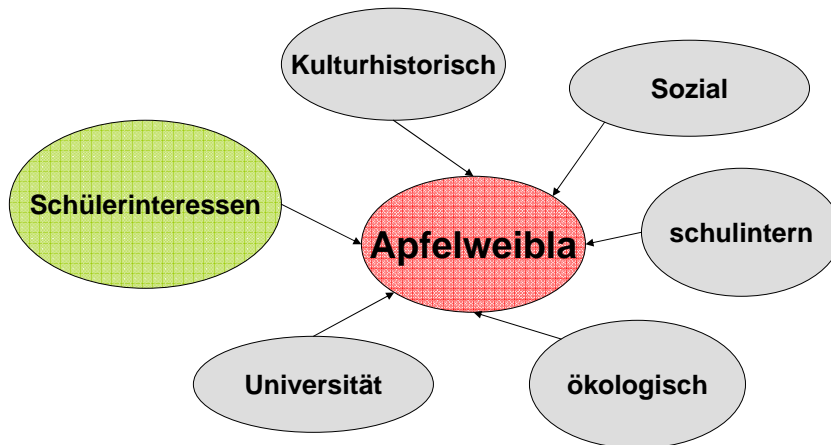 Kulturhistorisch
Sozial
Schülerinteressen
Apfelweibla
schulintern
Universität
ökologisch